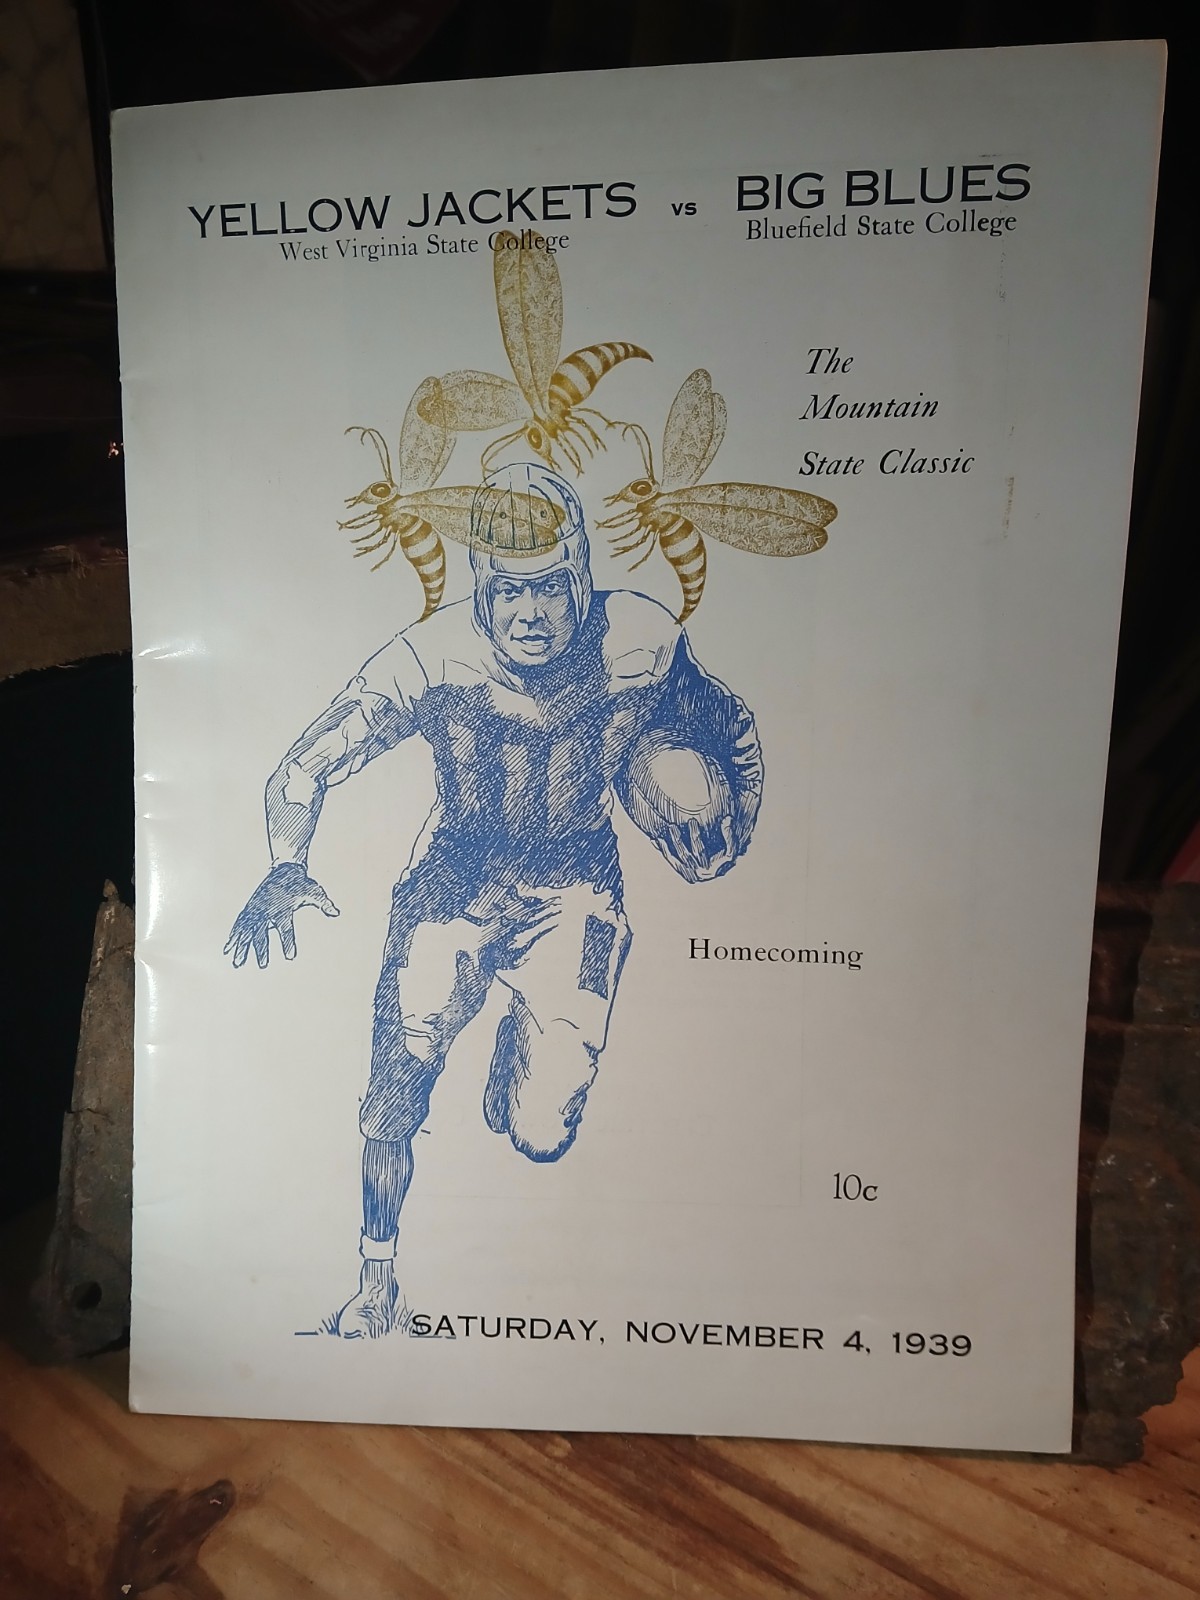 YELLOW JACKETS vs BIG BLUES
West Virginia State College Bluefield State College
The
Mountain
State Classic
Homecoming
10c
SATURDAY, NOVEMBER 4, 1939